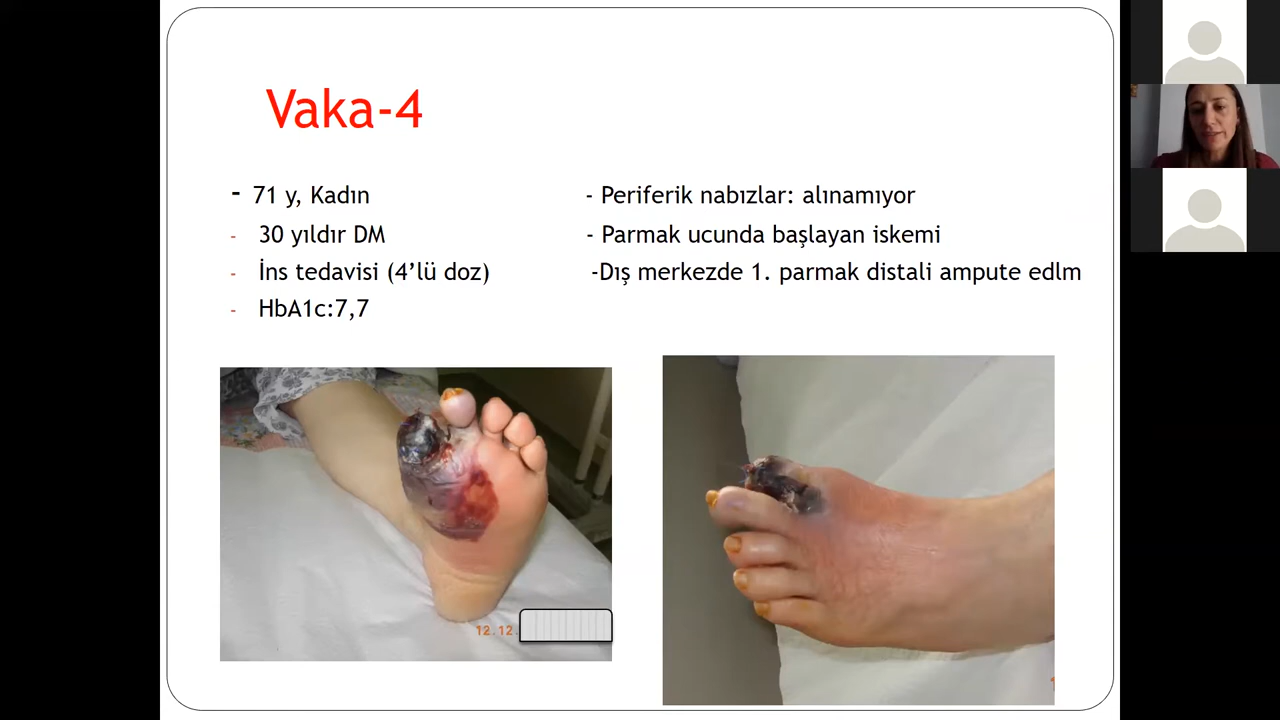 Vaka-4
- 71 y, Kadın
- 30 yıldır DM
- İns tedavisi (4’lü doz)
- HbA1c:7,7
- Periferik nabızlar: alınamıyor
- Parmak ucunda başlayan iskemi
-Dış merkezde 1. parmak distali ampute edlm
12.12.